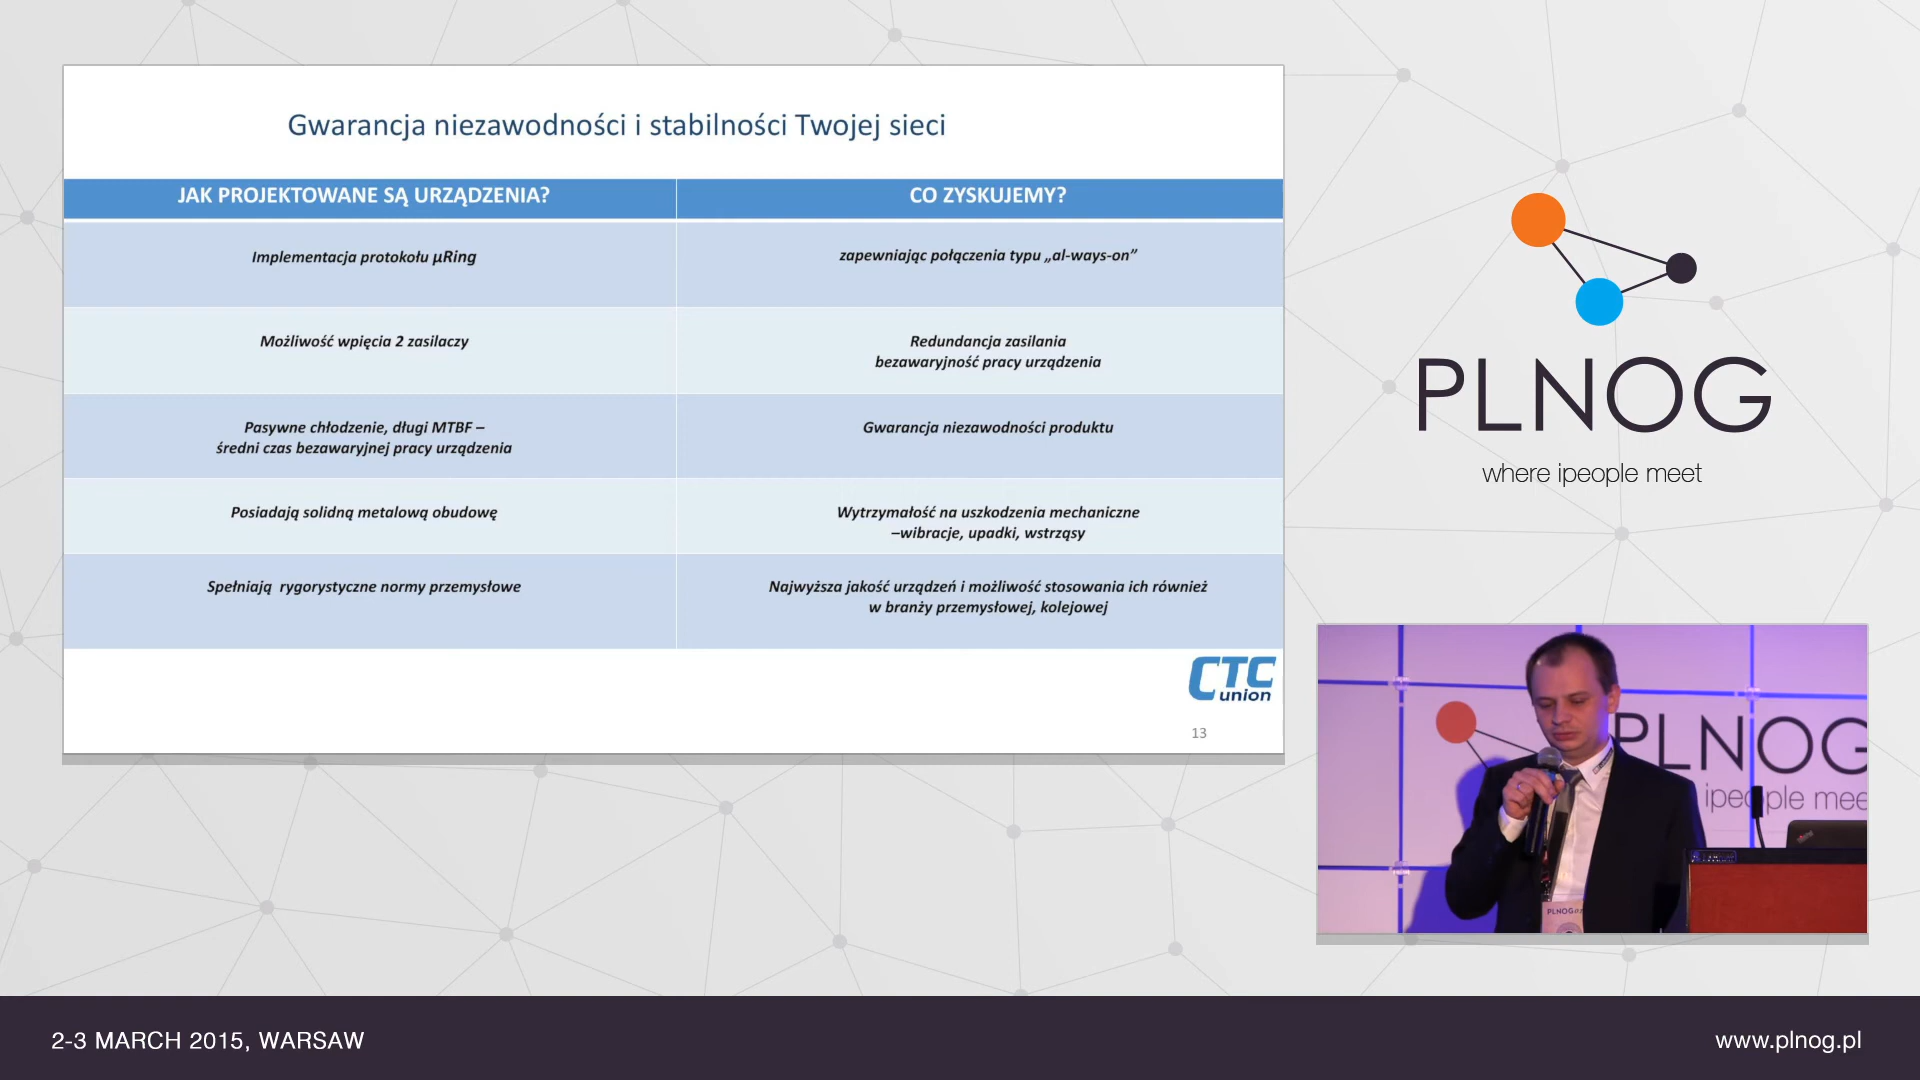 Gwarancja niezawodności i stabilności Twojej sieci
JAK PROJEKTOWANE SĄ URZĄDZENIA?
CO ZYSKUJEMY?
Implementacja protokołu µRing
zapewniając połączenia typu „al-ways-on”
Możliwość wpięcia 2 zasilaczy
Redundancja zasilania
bezawaryjność pracy urządzenia
Pasywne chłodzenie, długi MTBF –
średni czas bezawaryjnej pracy urządzenia
Gwarancja niezawodności produktu
Posiadają solidną metalową obudowę
Wytrzymałość na uszkodzenia mechaniczne
–wibracje, upadki, wstrząsy
Spełniają  rygorystyczne normy przemysłowe
Najwyższa jakość urządzeń i możliwość stosowania ich również
w branży przemysłowej, kolejowej
CTC
union
13
PLNOG
where ipeople meet
PLNOG
ipeople mee
PLNOG
2-3 MARCH 2015, WARSAW
www.plnog.pl